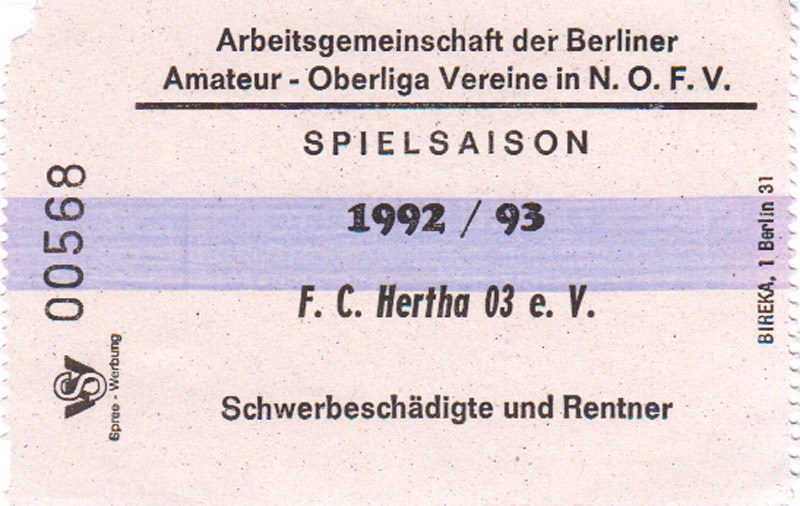 Arbeitsgemeinschaft der Berliner
Amateur - Oberliga Vereine in N. O. F. V.
SPIELSAISON
1992 / 93
F. C. Hertha 03 e. V.
Schwerbeschädigte und Rentner
00568
Spree - Werbung
BIREKA, 1 Berlin 31